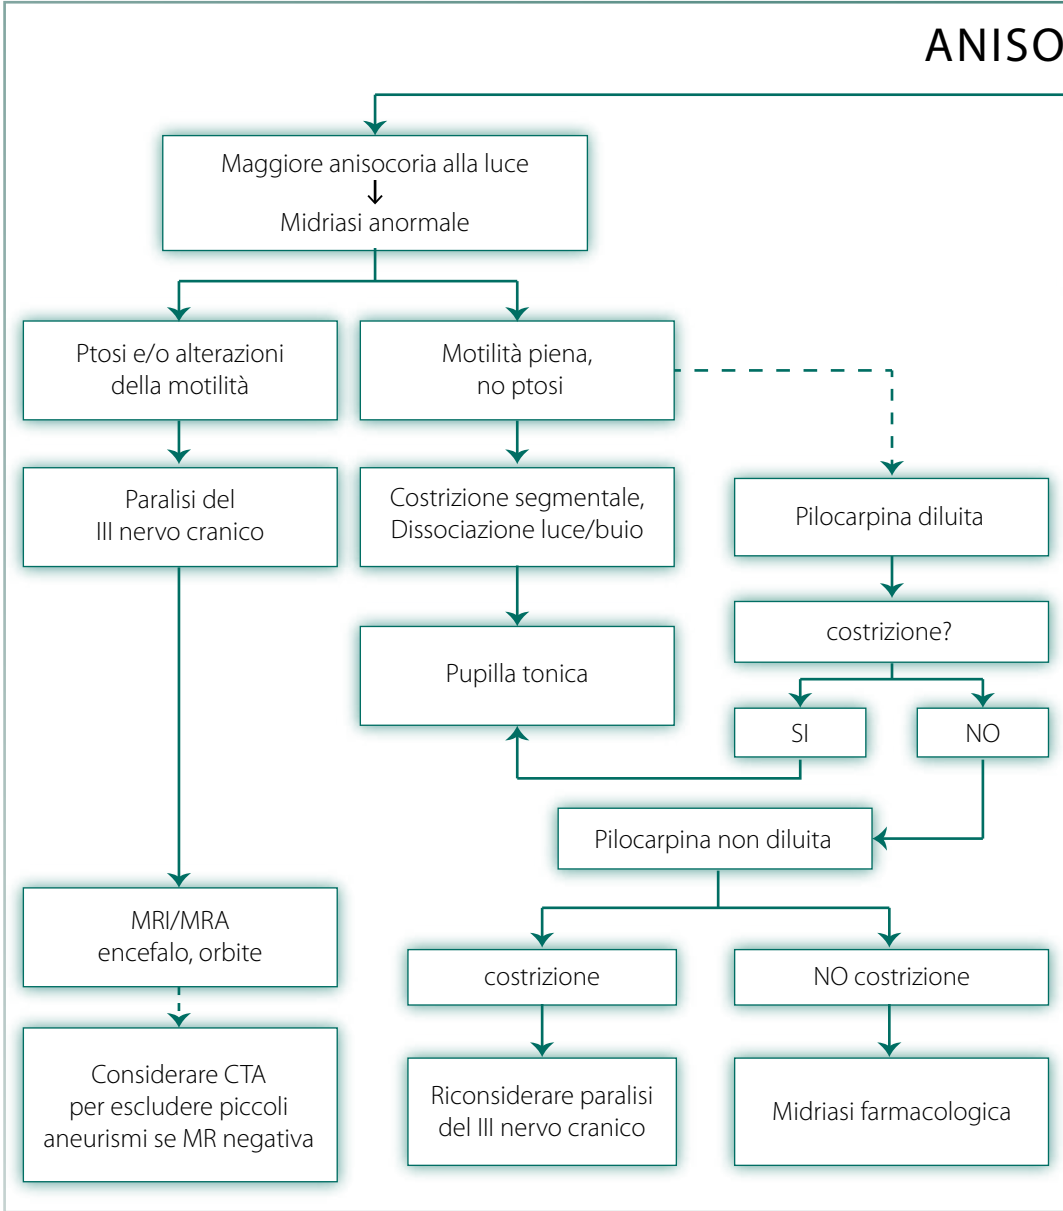 ANISO
Maggiore anisocoria alla luce
Midriasi anormale
Ptosi e/o alterazioni
della motilità
Motilità piena,
no ptosi
Paralisi del
III nervo cranico
Costrizione segmentale,
Dissociazione luce/buio
Pilocarpina diluita
costrizione?
Pupilla tonica
SI
NO
Pilocarpina non diluita
MRI/MRA
encefalo, orbite
costrizione
NO costrizione
Considerare CTA
per escludere piccoli
aneurismi se MR negativa
Riconsiderare paralisi
del III nervo cranico
Midriasi farmacologica